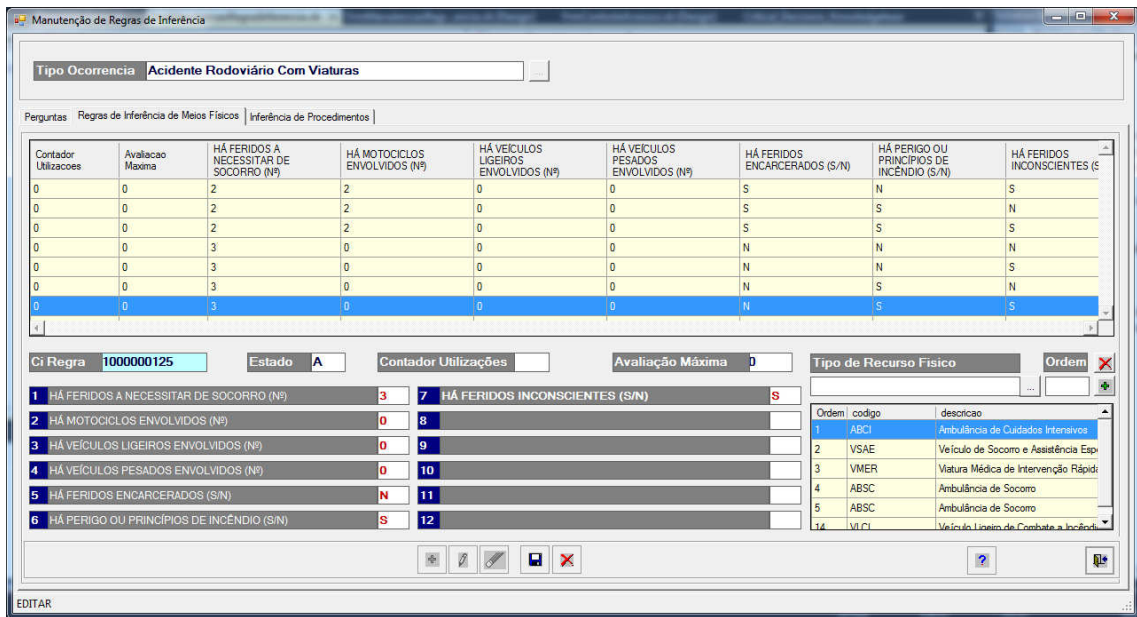 Manutenção de Regras de Inferência
Tipo Ocorrencia Acidente Rodoviário Com Viaturas ...
Perguntas Regras de Inferência de Meios Físicos Inferência de Procedimentos
Contador Utilizacoes Avaliacao Maxima HÁ FERIDOS A NECESSITAR DE SOCORRO (Nº) HÁ MOTOCICLOS ENVOLVIDOS (Nº) HÁ VEÍCULOS LIGEIROS ENVOLVIDOS (Nº) HÁ VEÍCULOS PESADOS ENVOLVIDOS (Nº) HÁ FERIDOS ENCARCERADOS (S/N) HÁ PERIGO OU PRINCÍPIOS DE INCÊNDIO (S/N) HÁ FERIDOS INCONSCIENTES (S
0 0 2 2 0 0 S N S
0 0 2 2 0 0 S S N
0 0 2 2 0 0 S S S
0 0 3 0 0 0 N N N
0 0 3 0 0 0 N N S
0 0 3 0 0 0 N S N
0 0 3 0 0 0 N S S
Ci Regra 1000000125 Estado A Contador Utilizações Avaliação Máxima 0 Tipo de Recurso Fisico Ordem
...
1 HÁ FERIDOS A NECESSITAR DE SOCORRO (Nº) 3 7 HÁ FERIDOS INCONSCIENTES (S/N) S
2 HÁ MOTOCICLOS ENVOLVIDOS (Nº) 0 8
3 HÁ VEÍCULOS LIGEIROS ENVOLVIDOS (Nº) 0 9
4 HÁ VEÍCULOS PESADOS ENVOLVIDOS (Nº) 0 10
5 HÁ FERIDOS ENCARCERADOS (S/N) N 11
6 HÁ PERIGO OU PRINCÍPIOS DE INCÊNDIO (S/N) S 12
Ordem codigo descricao
1 ABCI Ambulância de Cuidados Intensivos
2 VSAE Veículo de Socorro e Assistência Esp
3 VMER Viatura Médica de Intervenção Rápida
4 ABSC Ambulância de Socorro
5 ABSC Ambulância de Socorro
14 VLCI Veículo Ligeiro de Combate a Incêndi
EDITAR